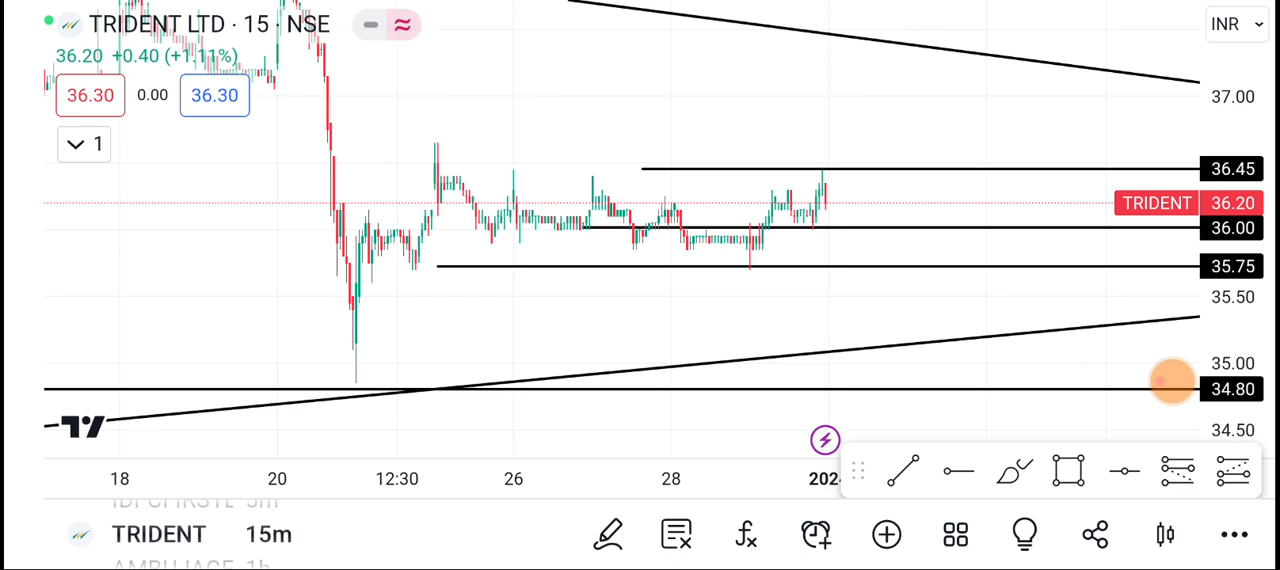 TRIDENT LTD · 15 · NSE
INR
36.20 +0.40 (+1.11%)
36.30 0.00 36.30
1
37.00
36.45
TRIDENT 36.20
36.00
35.75
35.50
35.00
34.80
34.50
18 20 12:30 26 28 202
TRIDENT 15m